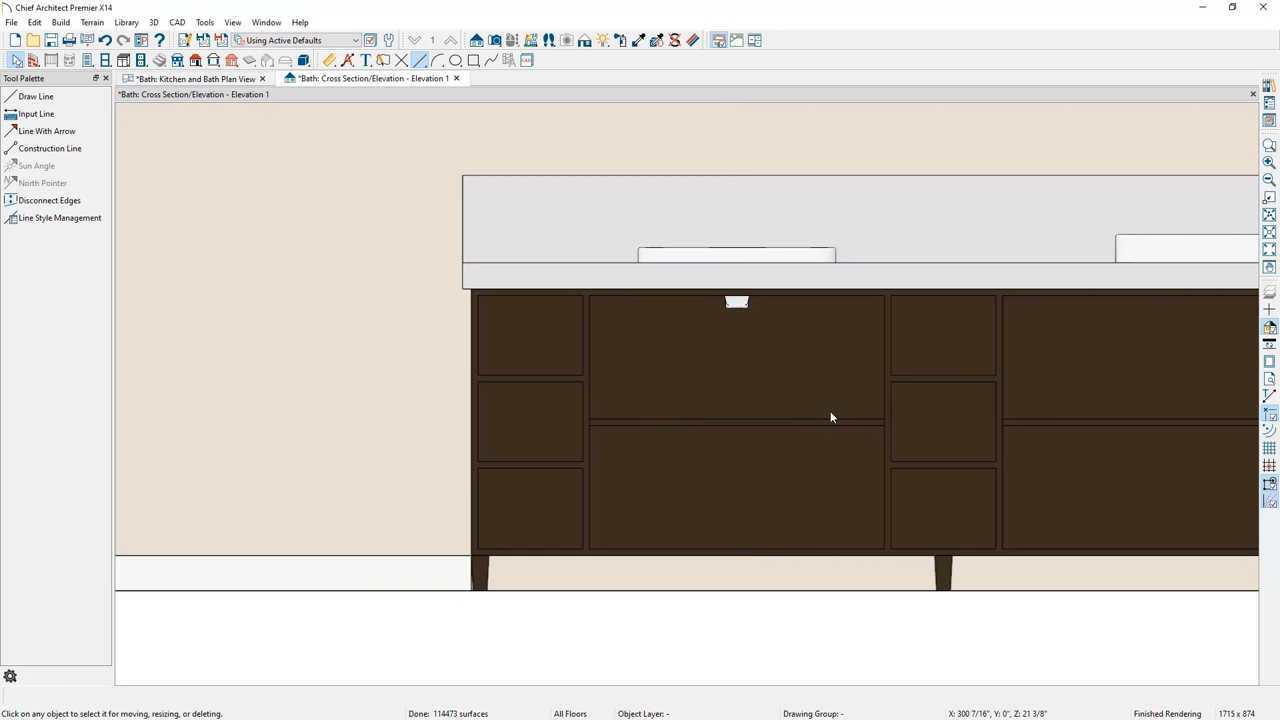 Chief Architect Premier X14
File Edit Build Terrain Library 3D CAD Tools View Window Help
Using Active Defaults
1
Tool Palette
*Bath: Kitchen and Bath Plan View
*Bath: Cross Section/Elevation - Elevation 1
*Bath: Cross Section/Elevation - Elevation 1
Draw Line
Input Line
Line With Arrow
Construction Line
Sun Angle
North Pointer
Disconnect Edges
Line Style Management
Click on any object to select it for moving, resizing, or deleting.
Done: 114473 surfaces
All Floors
Object Layer: -
Drawing Group: -
X: 300 7/16", Y: 0", Z: 21 3/8"
Finished Rendering
1715 x 874